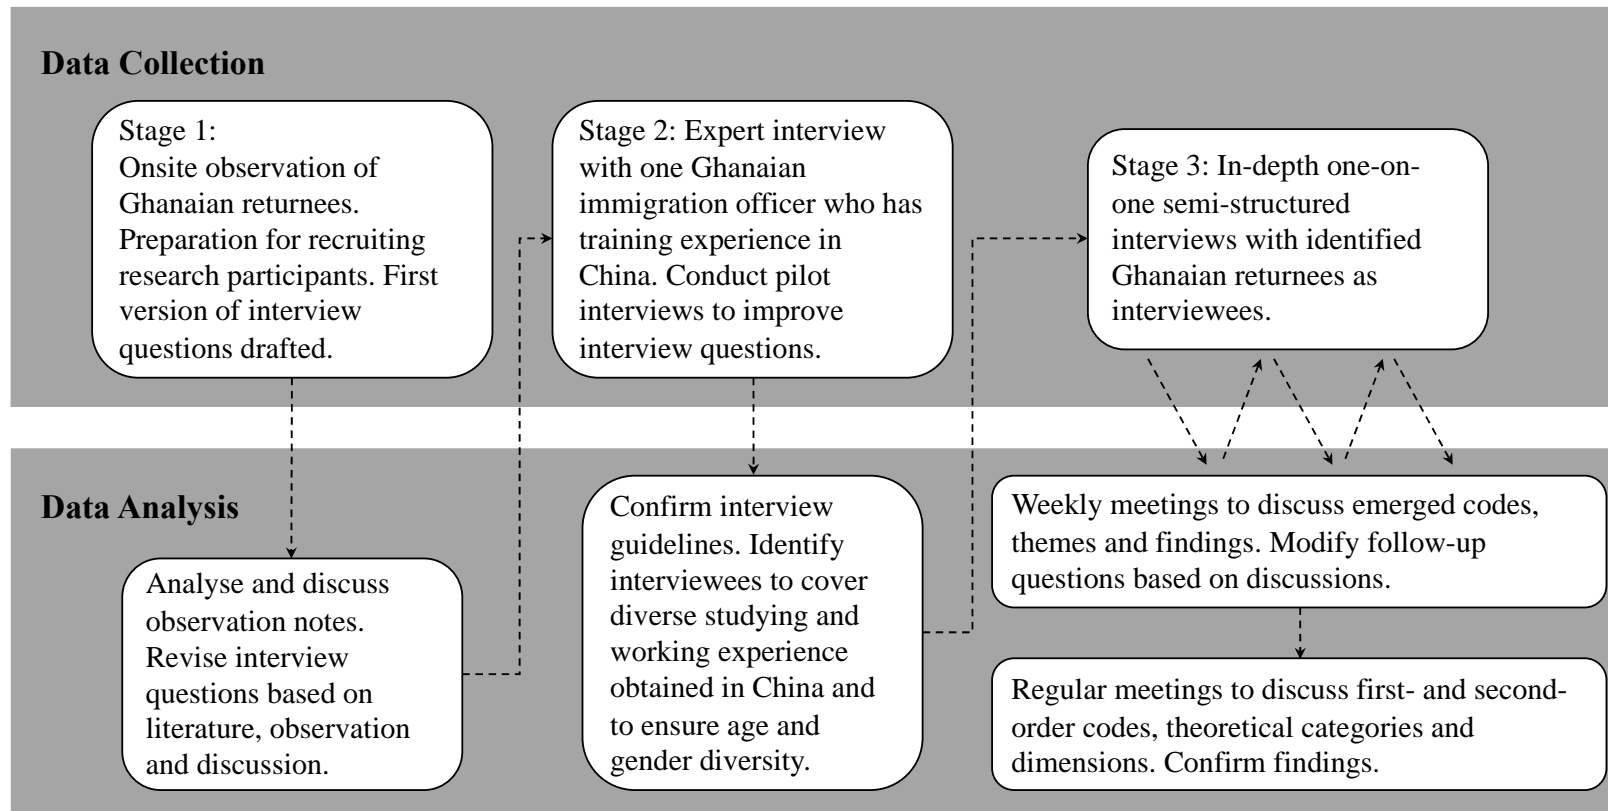 Data Collection
Stage 1:
Onsite observation of
Ghanaian returnees.
Preparation for recruiting
research participants. First
version of interview
questions drafted.
Stage 2: Expert interview
with one Ghanaian
immigration officer who has
training experience in
China. Conduct pilot
interviews to improve
interview questions.
Stage 3: In-depth one-on-
one semi-structured
interviews with identified
Ghanaian returnees as
interviewees.
Data Analysis
Analyse and discuss
observation notes.
Revise interview
questions based on
literature, observation
and discussion.
Confirm interview
guidelines. Identify
interviewees to cover
diverse studying and
working experience
obtained in China and
to ensure age and
gender diversity.
Weekly meetings to discuss emerged codes,
themes and findings. Modify follow-up
questions based on discussions.
Regular meetings to discuss first- and second-
order codes, theoretical categories and
dimensions. Confirm findings.